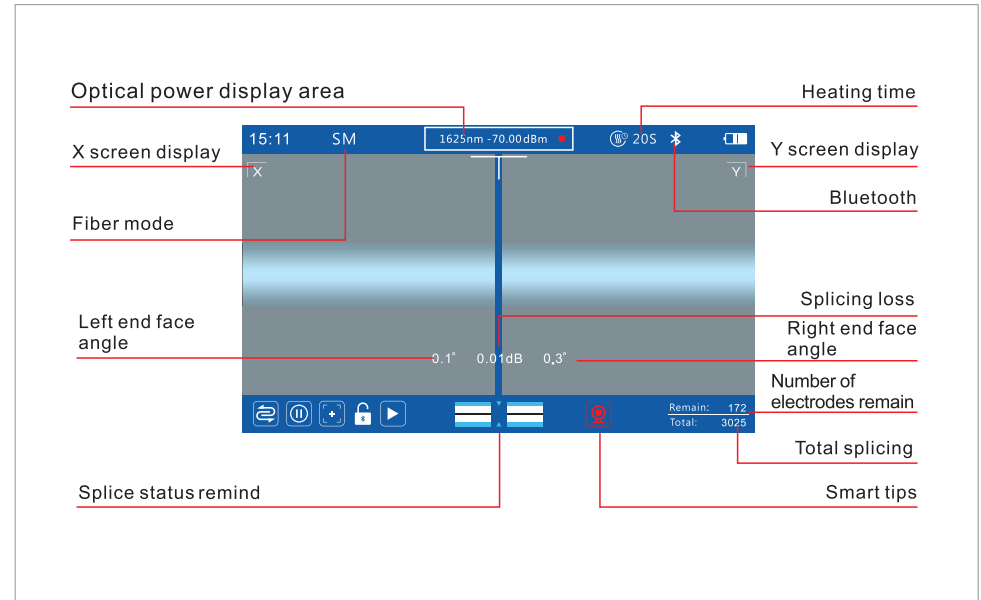 Optical power display area
Heating time
15:11
SM
1625nm -70.00dBm
20S
X screen display
Y screen display
X
Y
Bluetooth
Fiber mode
Splicing loss
Left end face
angle
Right end face
angle
0.1°
0.01dB
0,3°
Number of
electrodes remain
Remain: 172
Total: 3025
Total splicing
Splice status remind
Smart tips